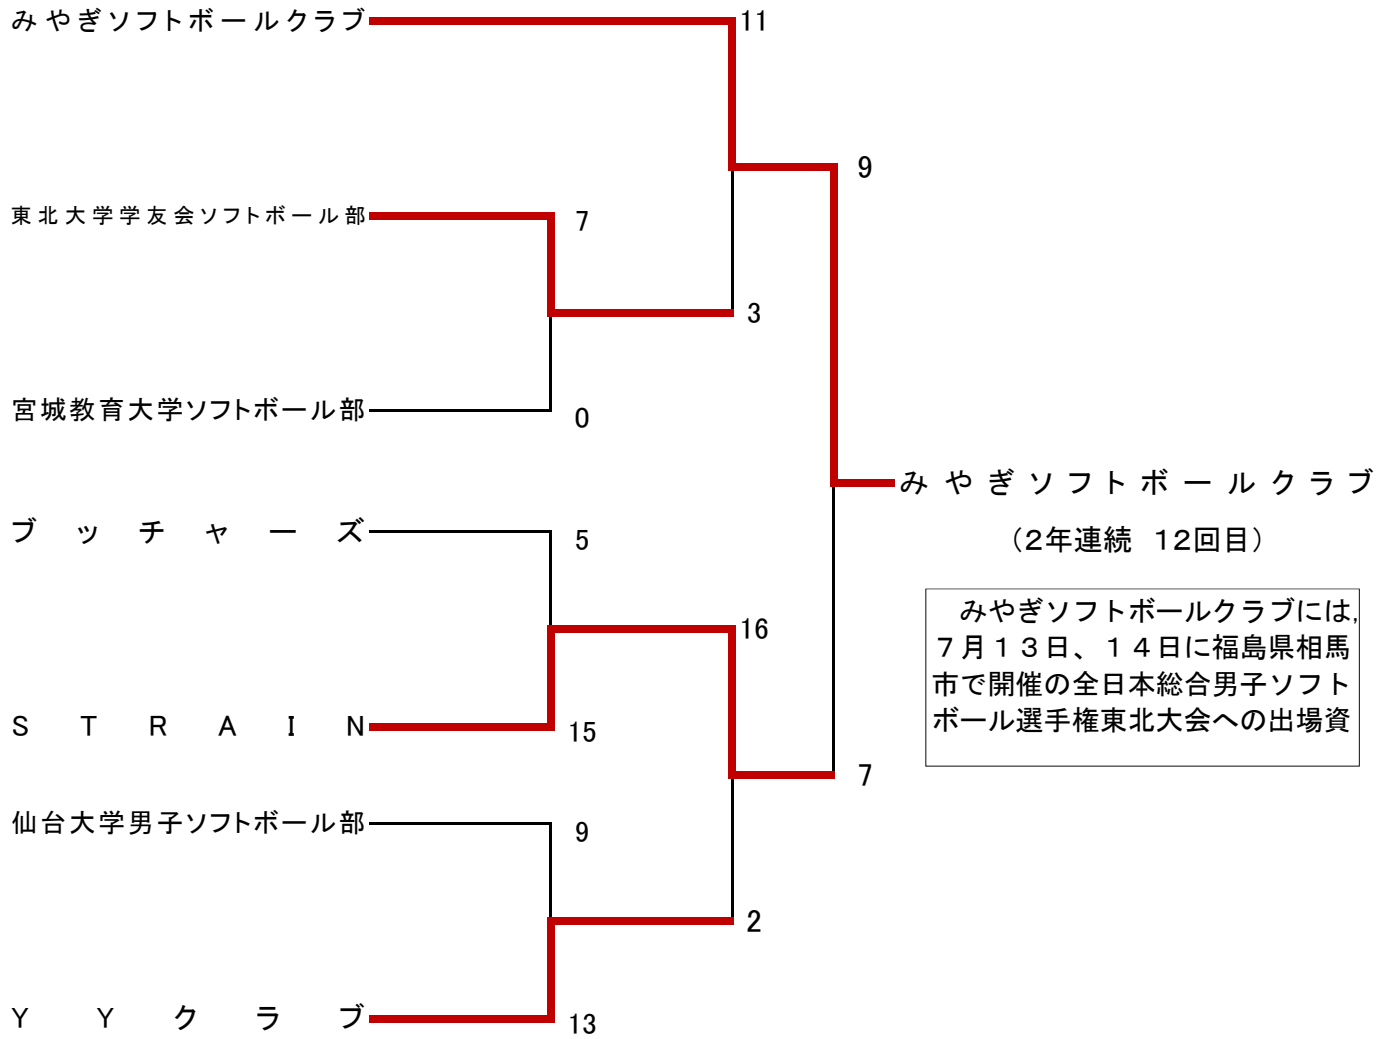 みやぎソフトボールクラブ
11
9
東北大学学友会ソフトボール部
7
3
宮城教育大学ソフトボール部
0
みやぎソフトボールクラブ
（2年連続　12回目）
ブッチャーズ
5
16
みやぎソフトボールクラブには,
７月１３日、１４日に福島県相馬
市で開催の全日本総合男子ソフト
ボール選手権東北大会への出場資
STRAIN
15
7
仙台大学男子ソフトボール部
9
2
YYクラブ
13